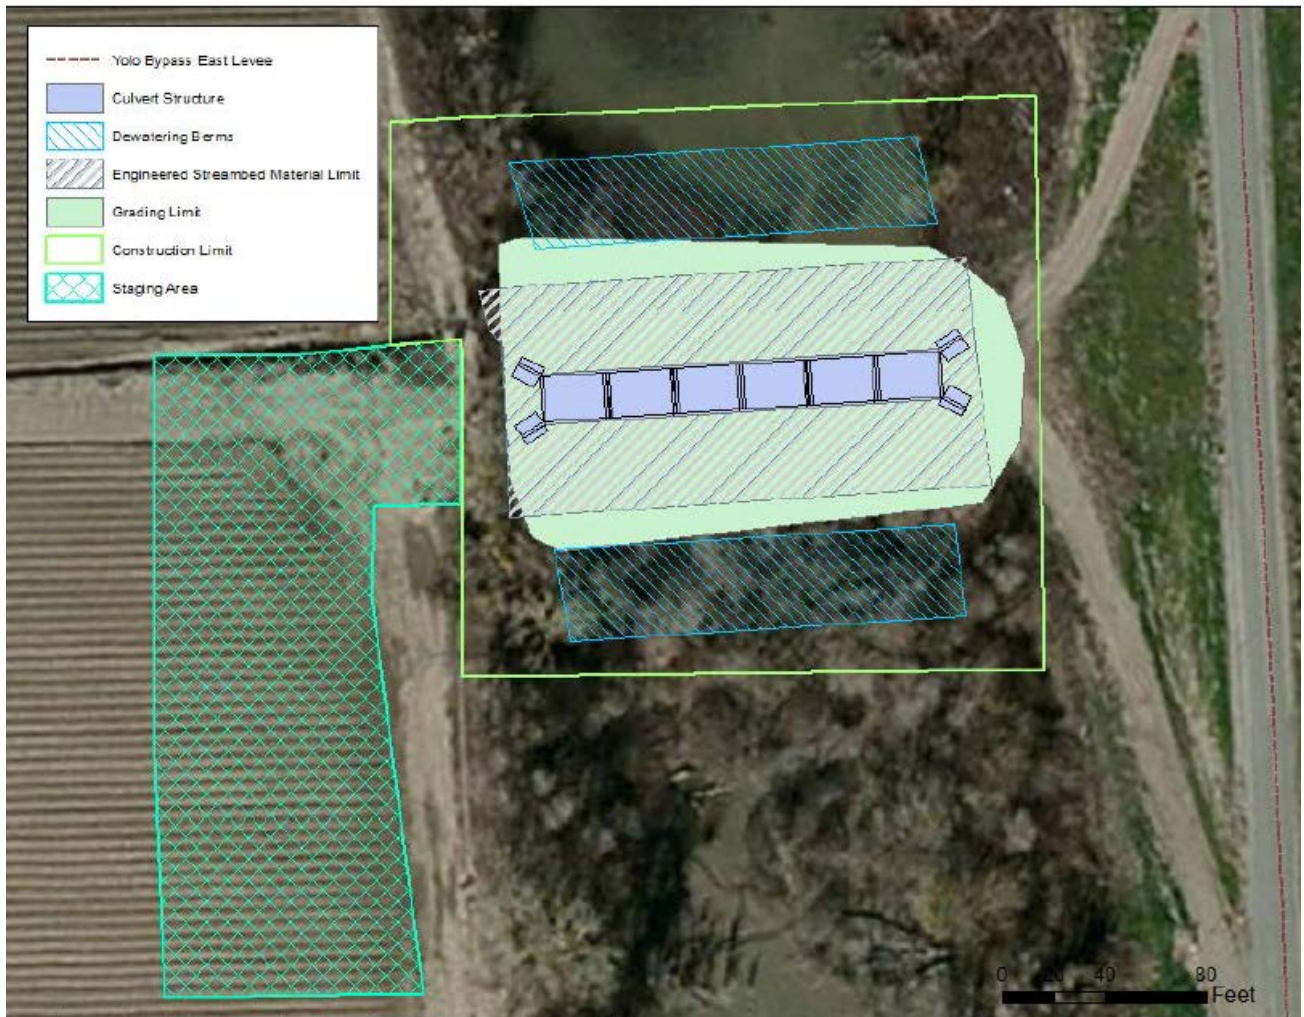 Yolo Bypass East Levee
Culvert Structure
Dewatering Berms
Engineered Streambed Material Limit
Grading Limit
Construction Limit
Staging Area
0 20 40 80
Feet